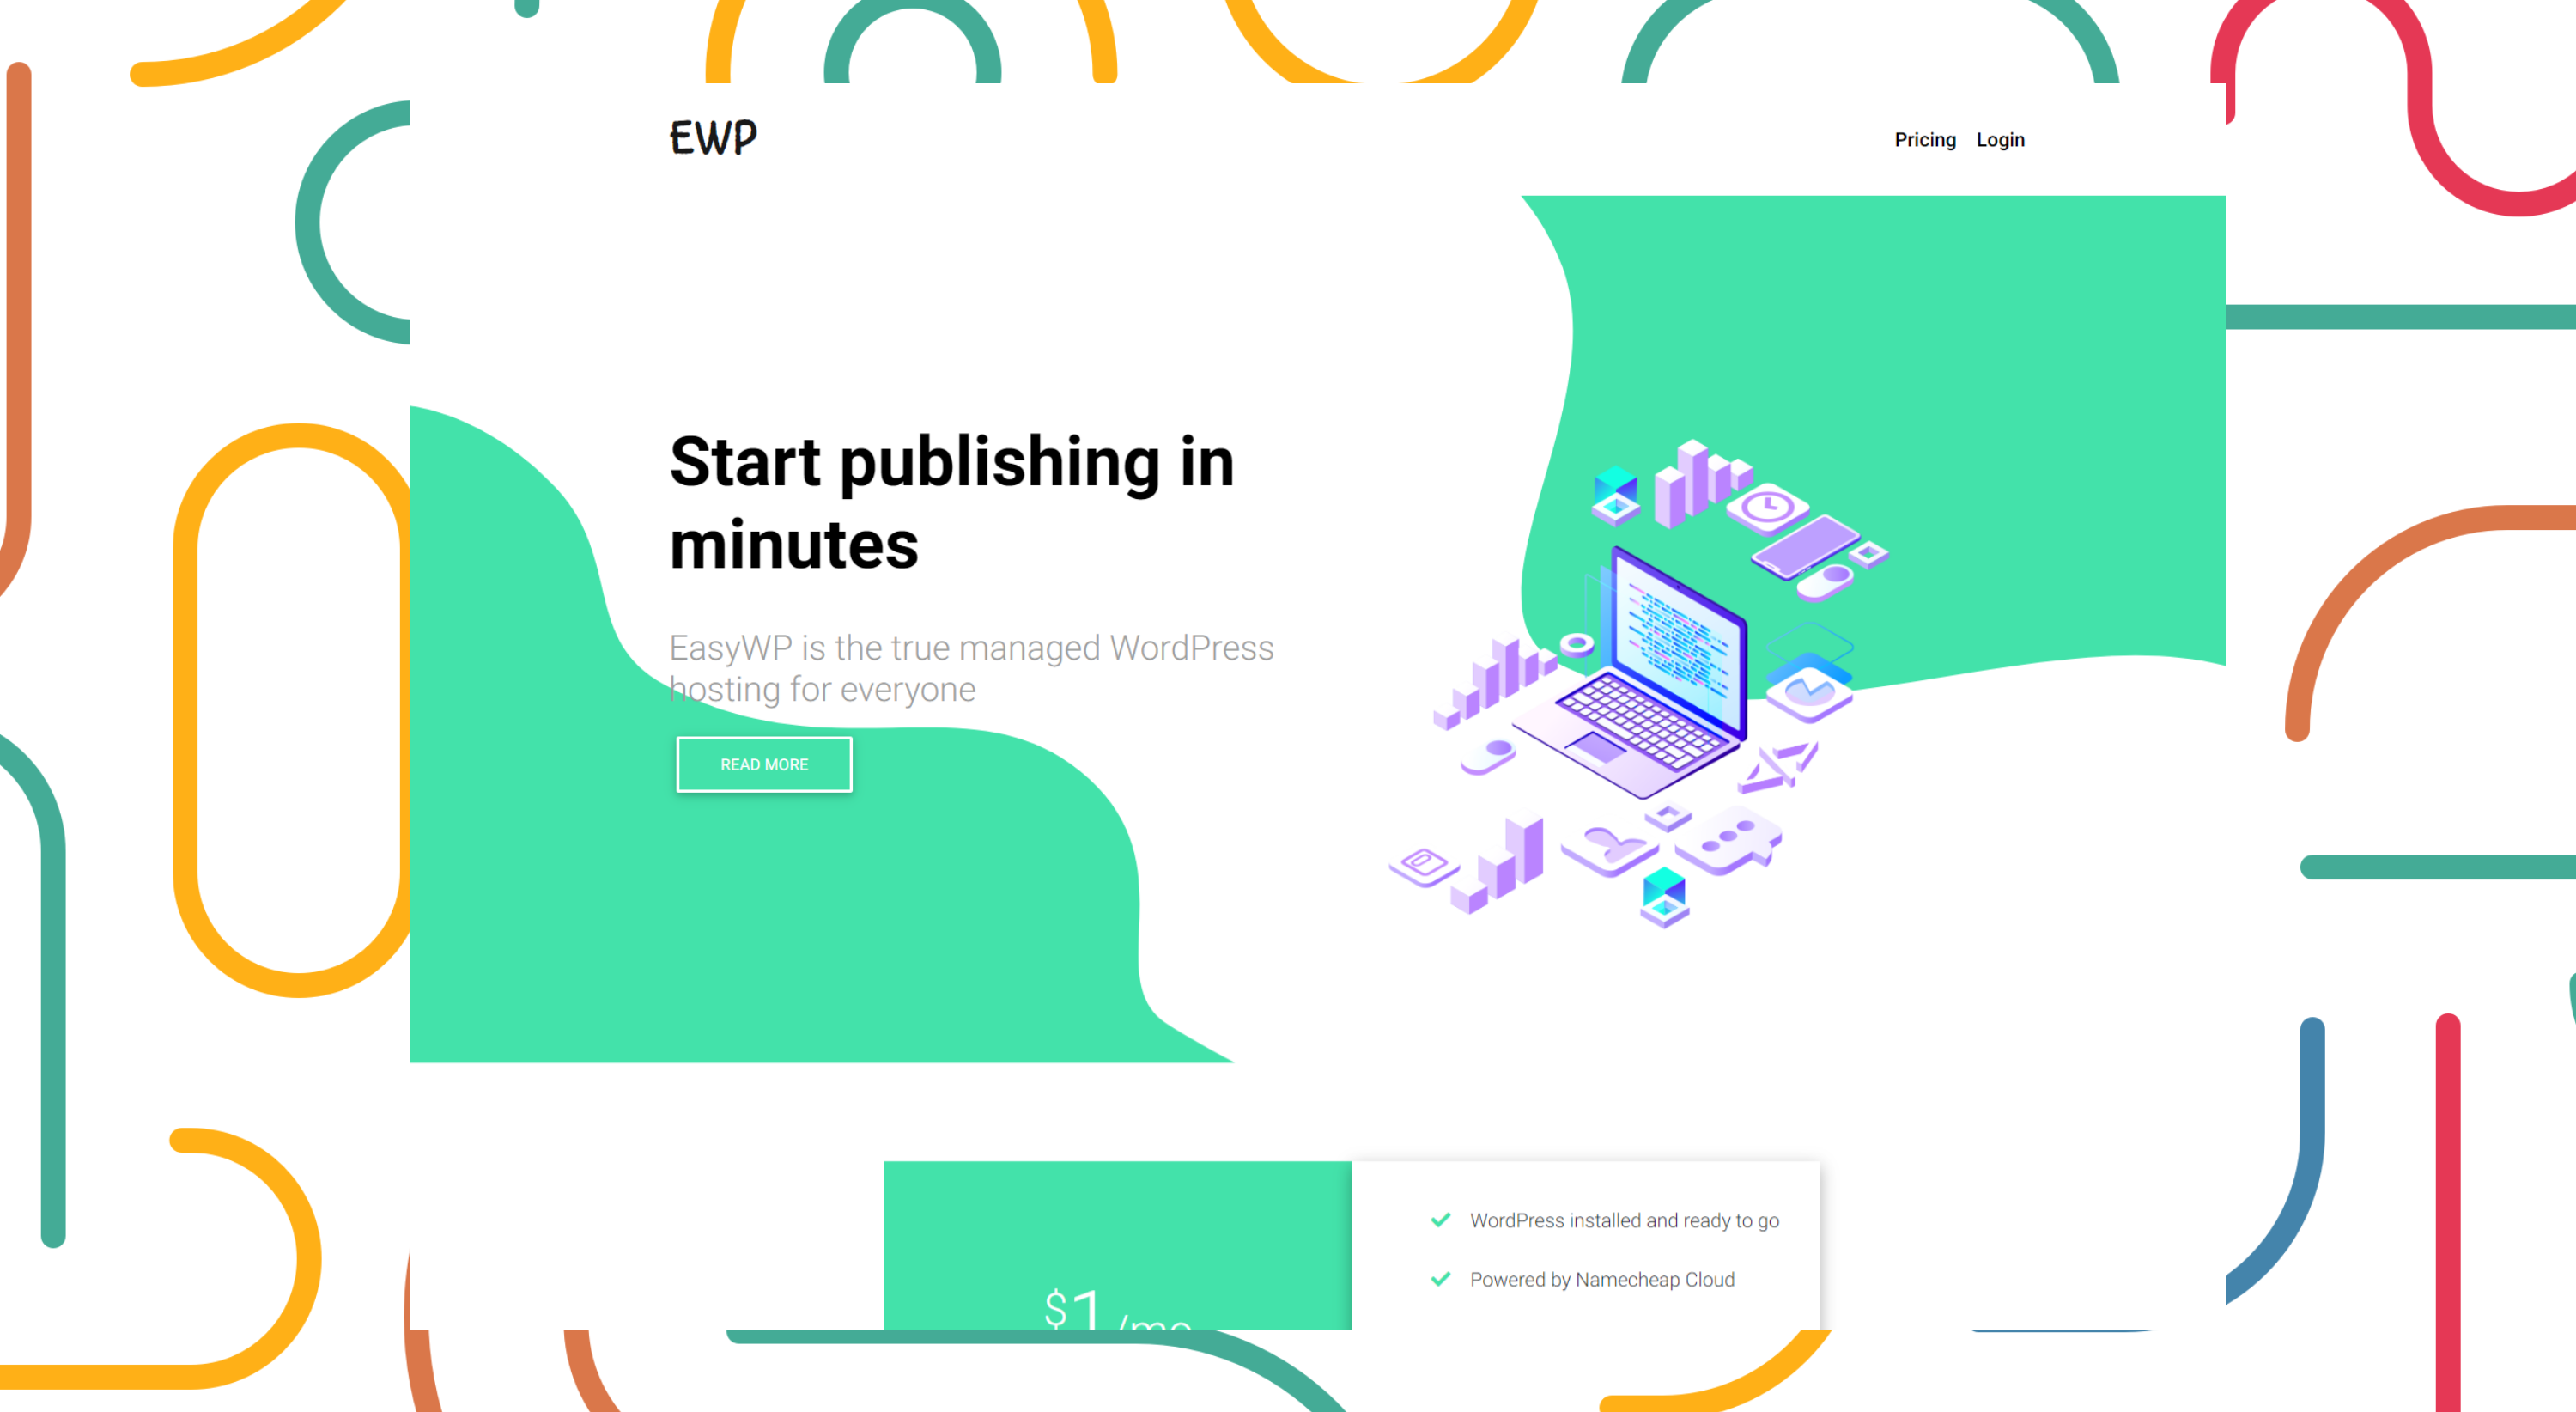 EWP
Pricing Login
Start publishing in
minutes
EasyWP is the true managed WordPress
hosting for everyone
READ MORE
WordPress installed and ready to go
Powered by Namecheap Cloud
$1 /mo